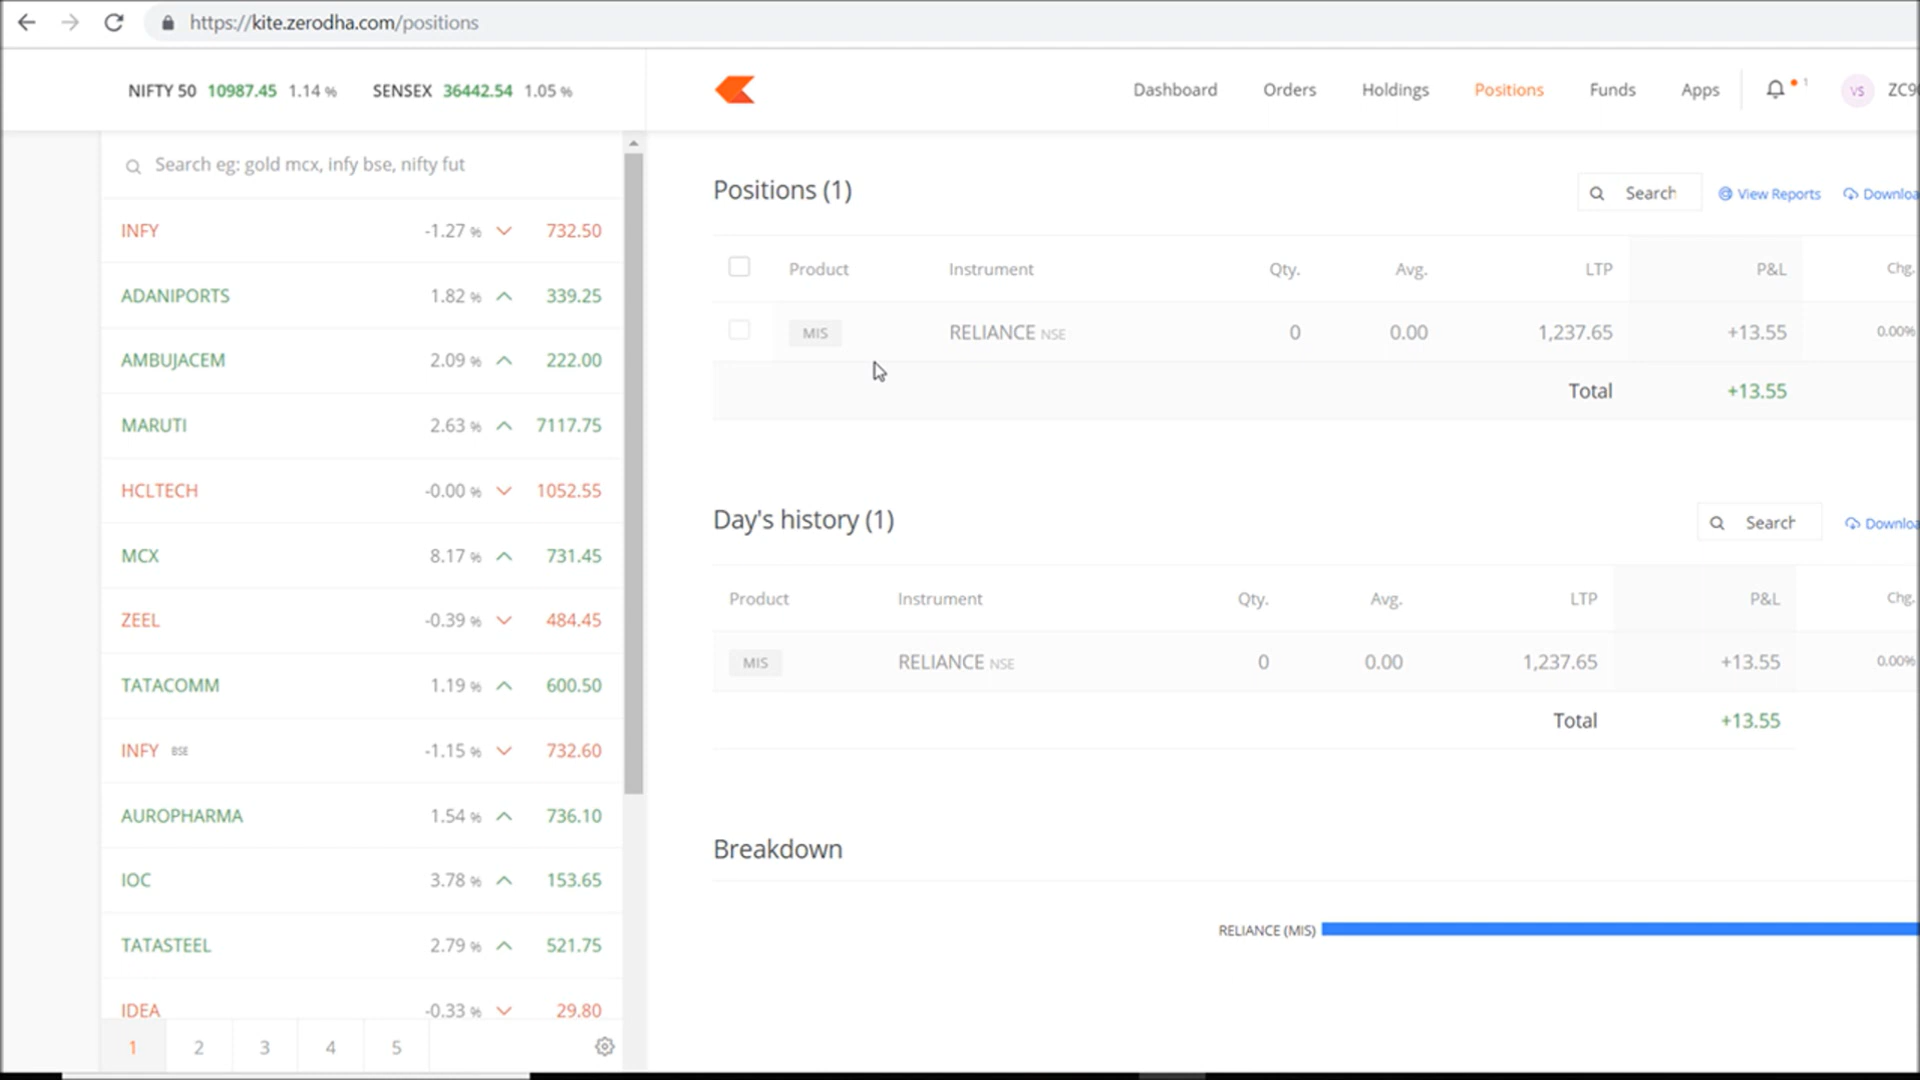 https://kite.zerodha.com/positions
NIFTY 50 10987.45 1.14 % SENSEX 36442.54 1.05 %
Dashboard Orders Holdings Positions Funds Apps 1 VS
Search eg: gold mcx, infy bse, nifty fut
INFY -1.27 % 732.50
ADANIPORTS 1.82 % 339.25
AMBUJACEM 2.09 % 222.00
MARUTI 2.63 % 7117.75
HCLTECH -0.00 % 1052.55
MCX 8.17 % 731.45
ZEEL -0.39 % 484.45
TATACOMM 1.19 % 600.50
INFY BSE -1.15 % 732.60
AUROPHARMA 1.54 % 736.10
IOC 3.78 % 153.65
TATASTEEL 2.79 % 521.75
IDEA -0.33 % 29.80
1 2 3 4 5
Positions (1) Search View Reports Downloa
Product Instrument Qty. Avg. LTP P&L Chg.
MIS RELIANCE NSE 0 0.00 1,237.65 +13.55 0.00%
Total +13.55
Day's history (1) Search Downloa
Product Instrument Qty. Avg. LTP P&L Chg.
MIS RELIANCE NSE 0 0.00 1,237.65 +13.55 0.00%
Total +13.55
Breakdown
RELIANCE (MIS)